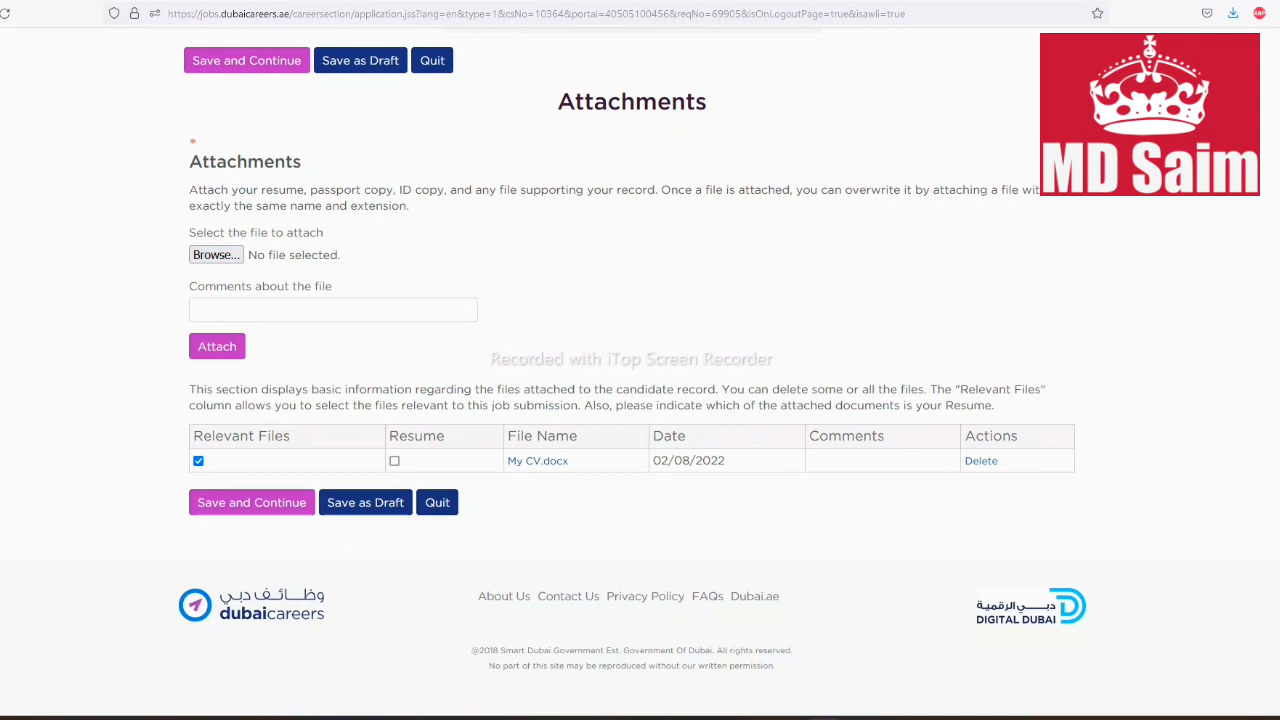 https://jobs.dubaicareers.ae/careersection/application.jss?lang=en&type=1&csNo=10364&portal=40505100456&reqNo=69905&isOnLogoutPage=true&isawli=true
ABP
Save and Continue Save as Draft Quit
MD Saim
Attachments
*
Attachments
Attach your resume, passport copy, ID copy, and any file supporting your record. Once a file is attached, you can overwrite it by attaching a file wit
exactly the same name and extension.
Select the file to attach
Browse... No file selected.
Comments about the file
Attach
Recorded with iTop Screen Recorder
This section displays basic information regarding the files attached to the candidate record. You can delete some or all the files. The "Relevant Files"
column allows you to select the files relevant to this job submission. Also, please indicate which of the attached documents is your Resume.
Relevant Files Resume File Name Date Comments Actions
My CV.docx 02/08/2022 Delete
Save and Continue Save as Draft Quit
وظائف دبي
dubaicareers
About Us Contact Us Privacy Policy FAQs Dubai.ae
دبي الرقمية
DIGITAL DUBAI
@2018 Smart Dubai Government Est, Government Of Dubai. All rights reserved.
No part of this site may be reproduced without our written permission.